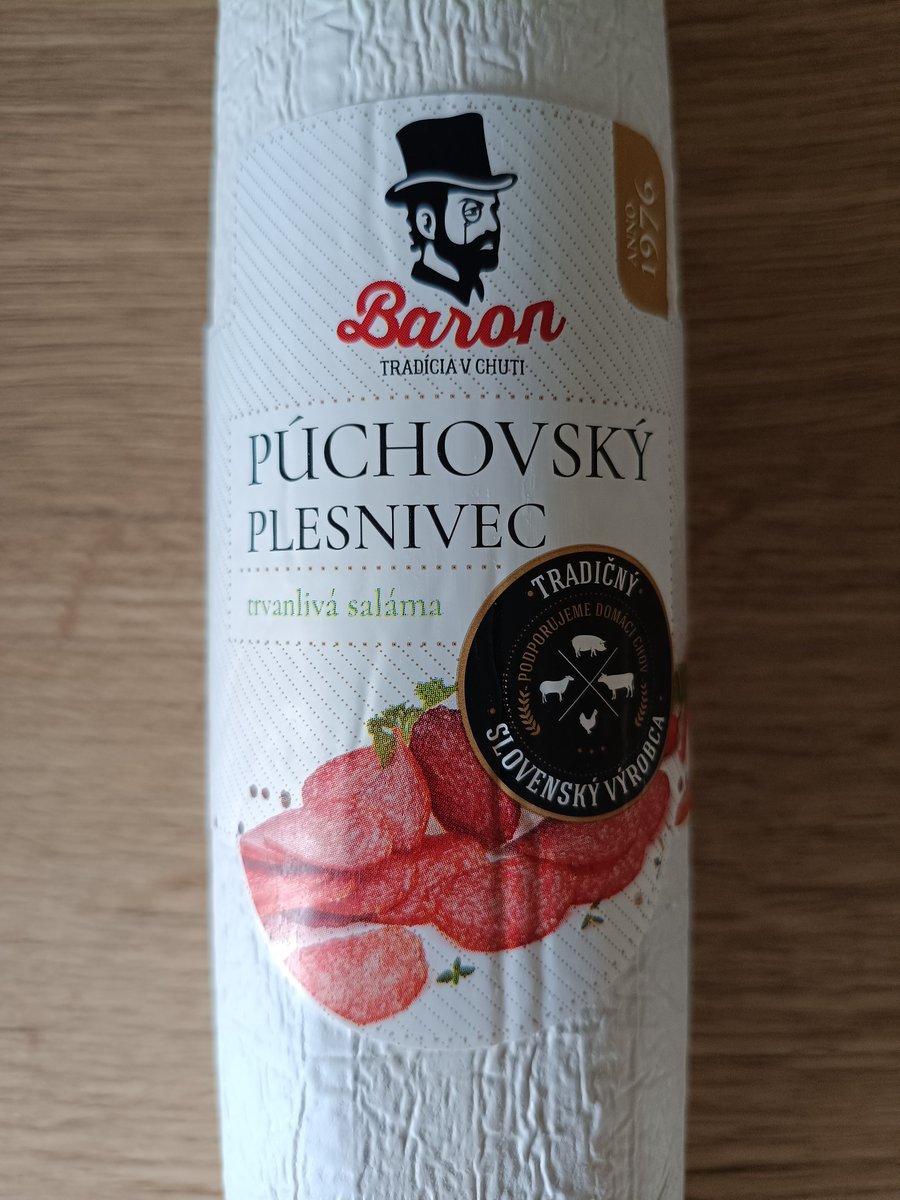 ANNO
1976
Baron
TRADÍCIA V CHUTI
PÚCHOVSKÝ
PLESNIVEC
trvanlivá saláma
TRADIČNÝ
PODPORUJEME DOMÁCI CHOV
SLOVENSKÝ VÝROBCA